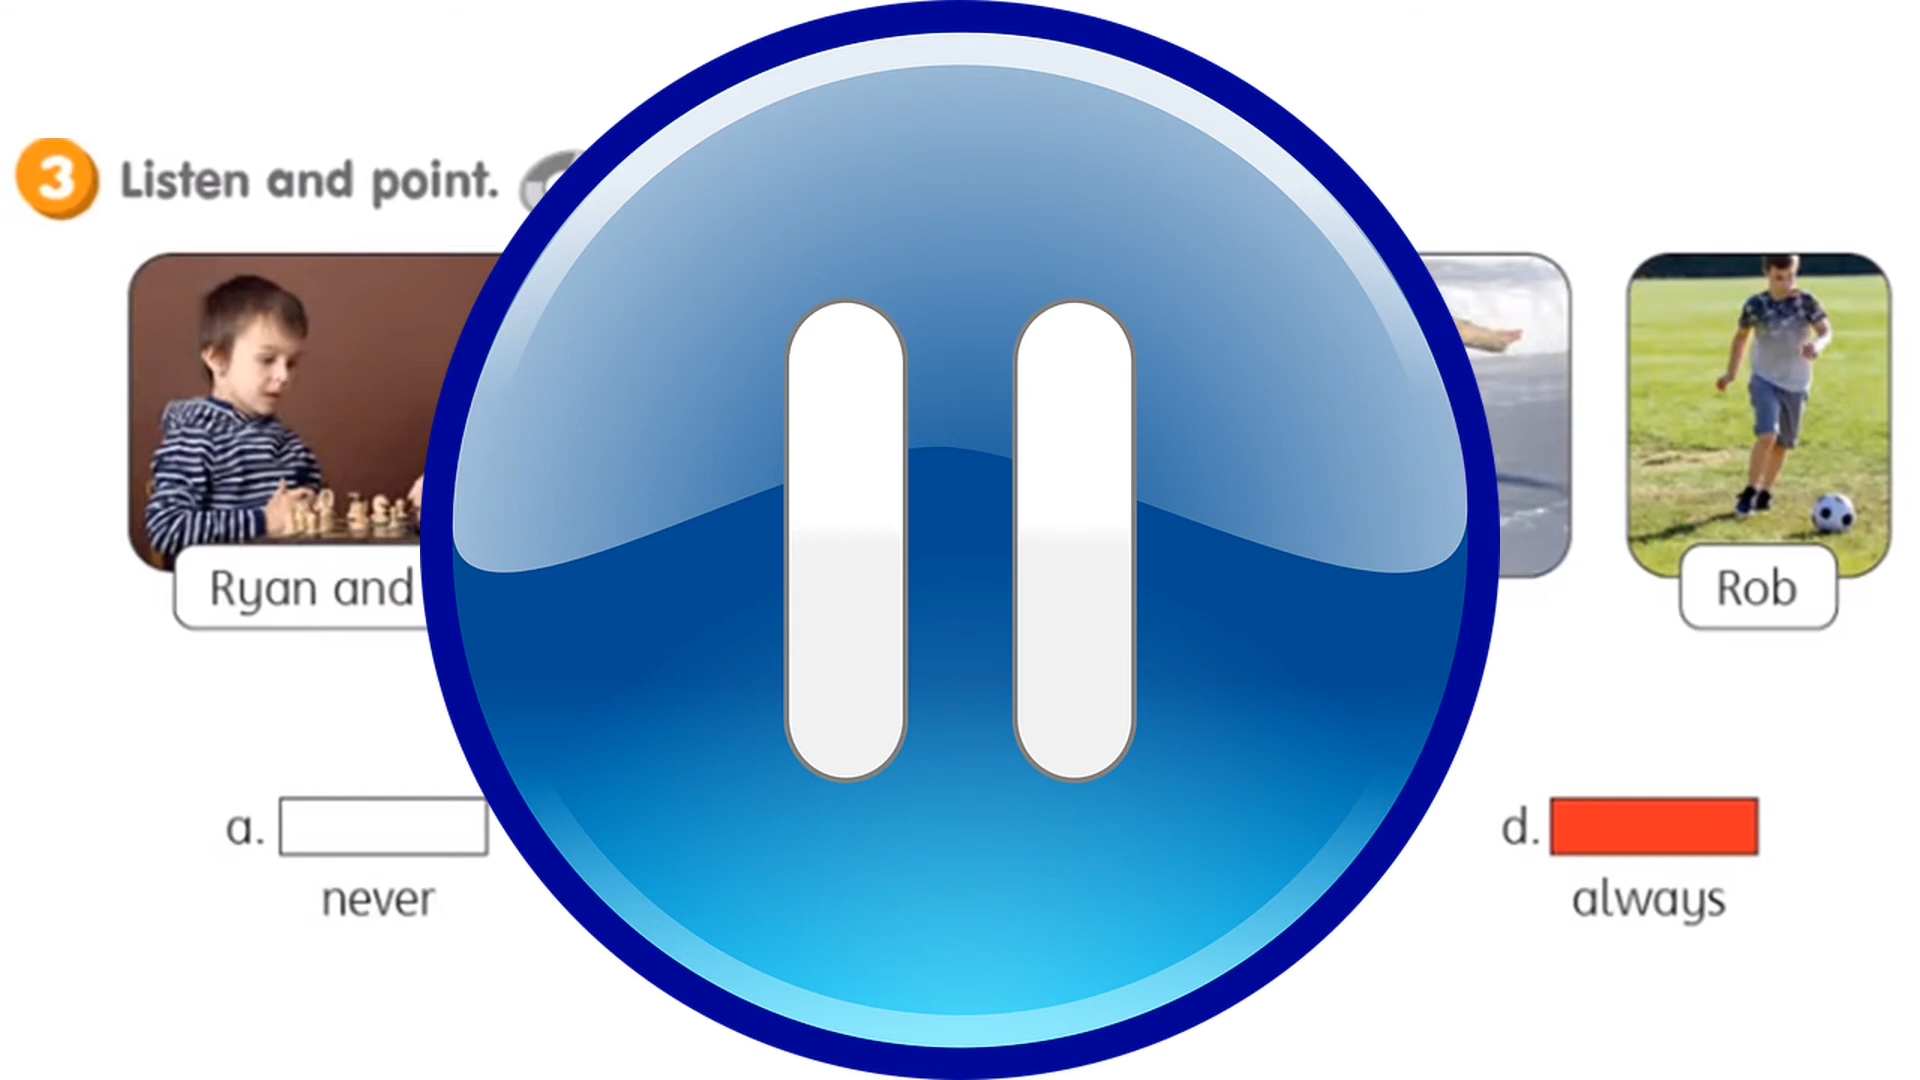 3 Listen and point.
Ryan and
Rob
a.
d.
never
always